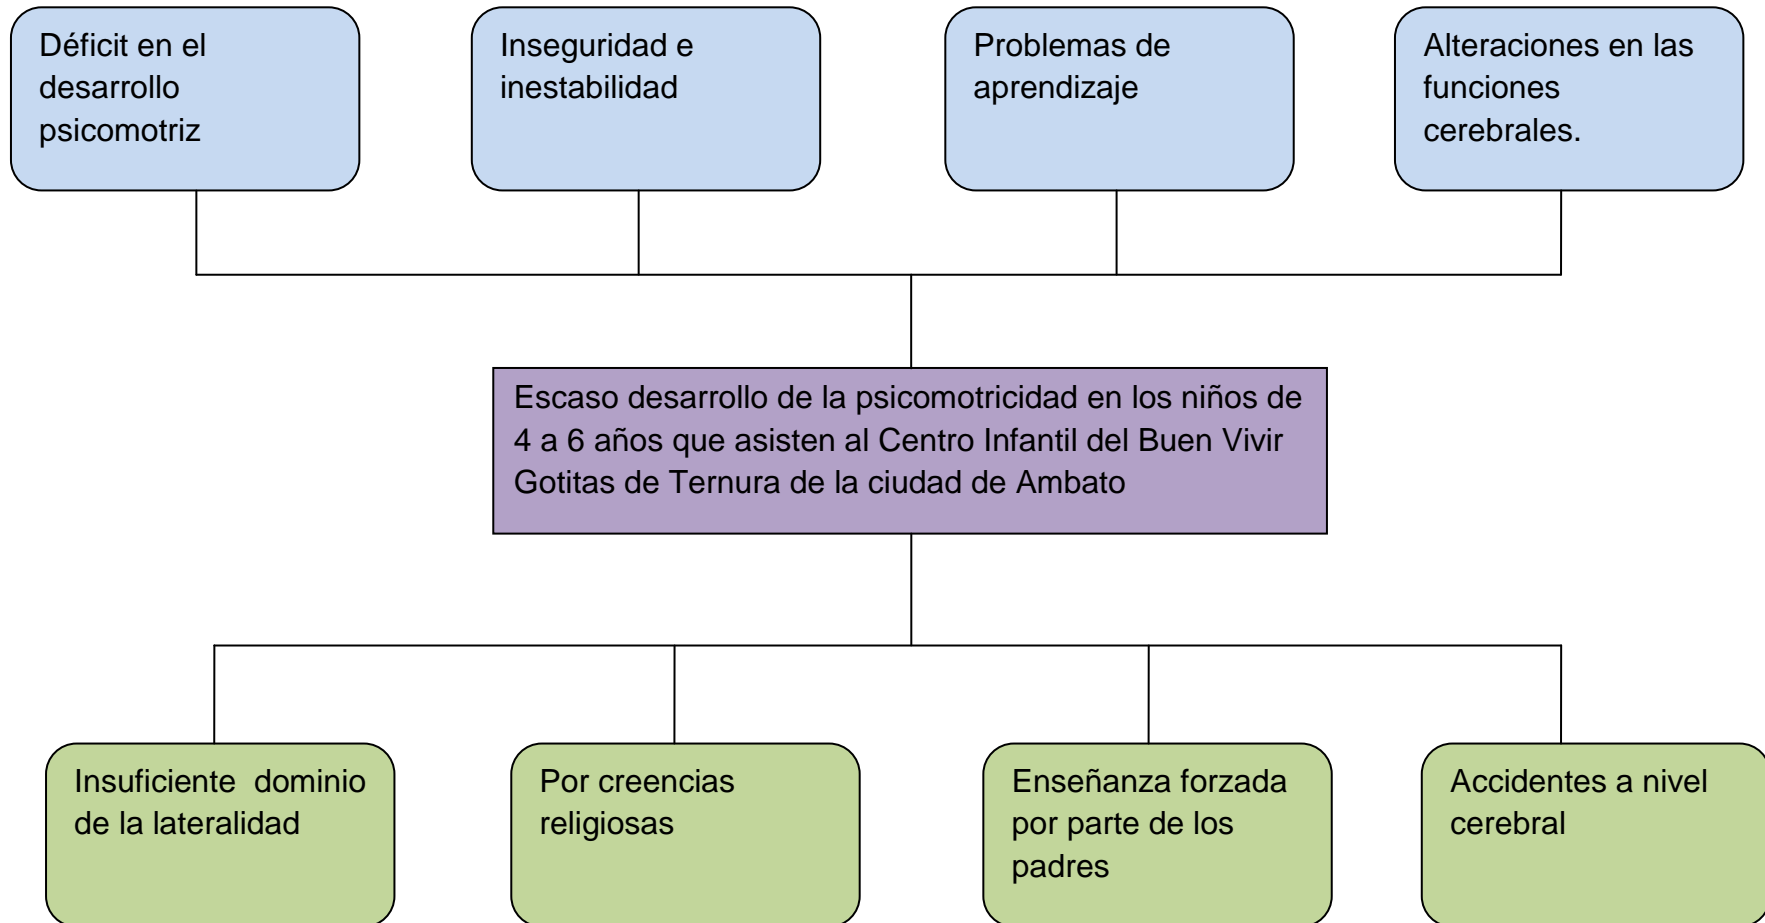 Déficit en el
desarrollo
psicomotriz
Inseguridad e
inestabilidad
Problemas de
aprendizaje
Alteraciones en las
funciones
cerebrales.
Escaso desarrollo de la psicomotricidad en los niños de
4 a 6 años que asisten al Centro Infantil del Buen Vivir
Gotitas de Ternura de la ciudad de Ambato
Insuficiente dominio
de la lateralidad
Por creencias
religiosas
Enseñanza forzada
por parte de los
padres
Accidentes a nivel
cerebral